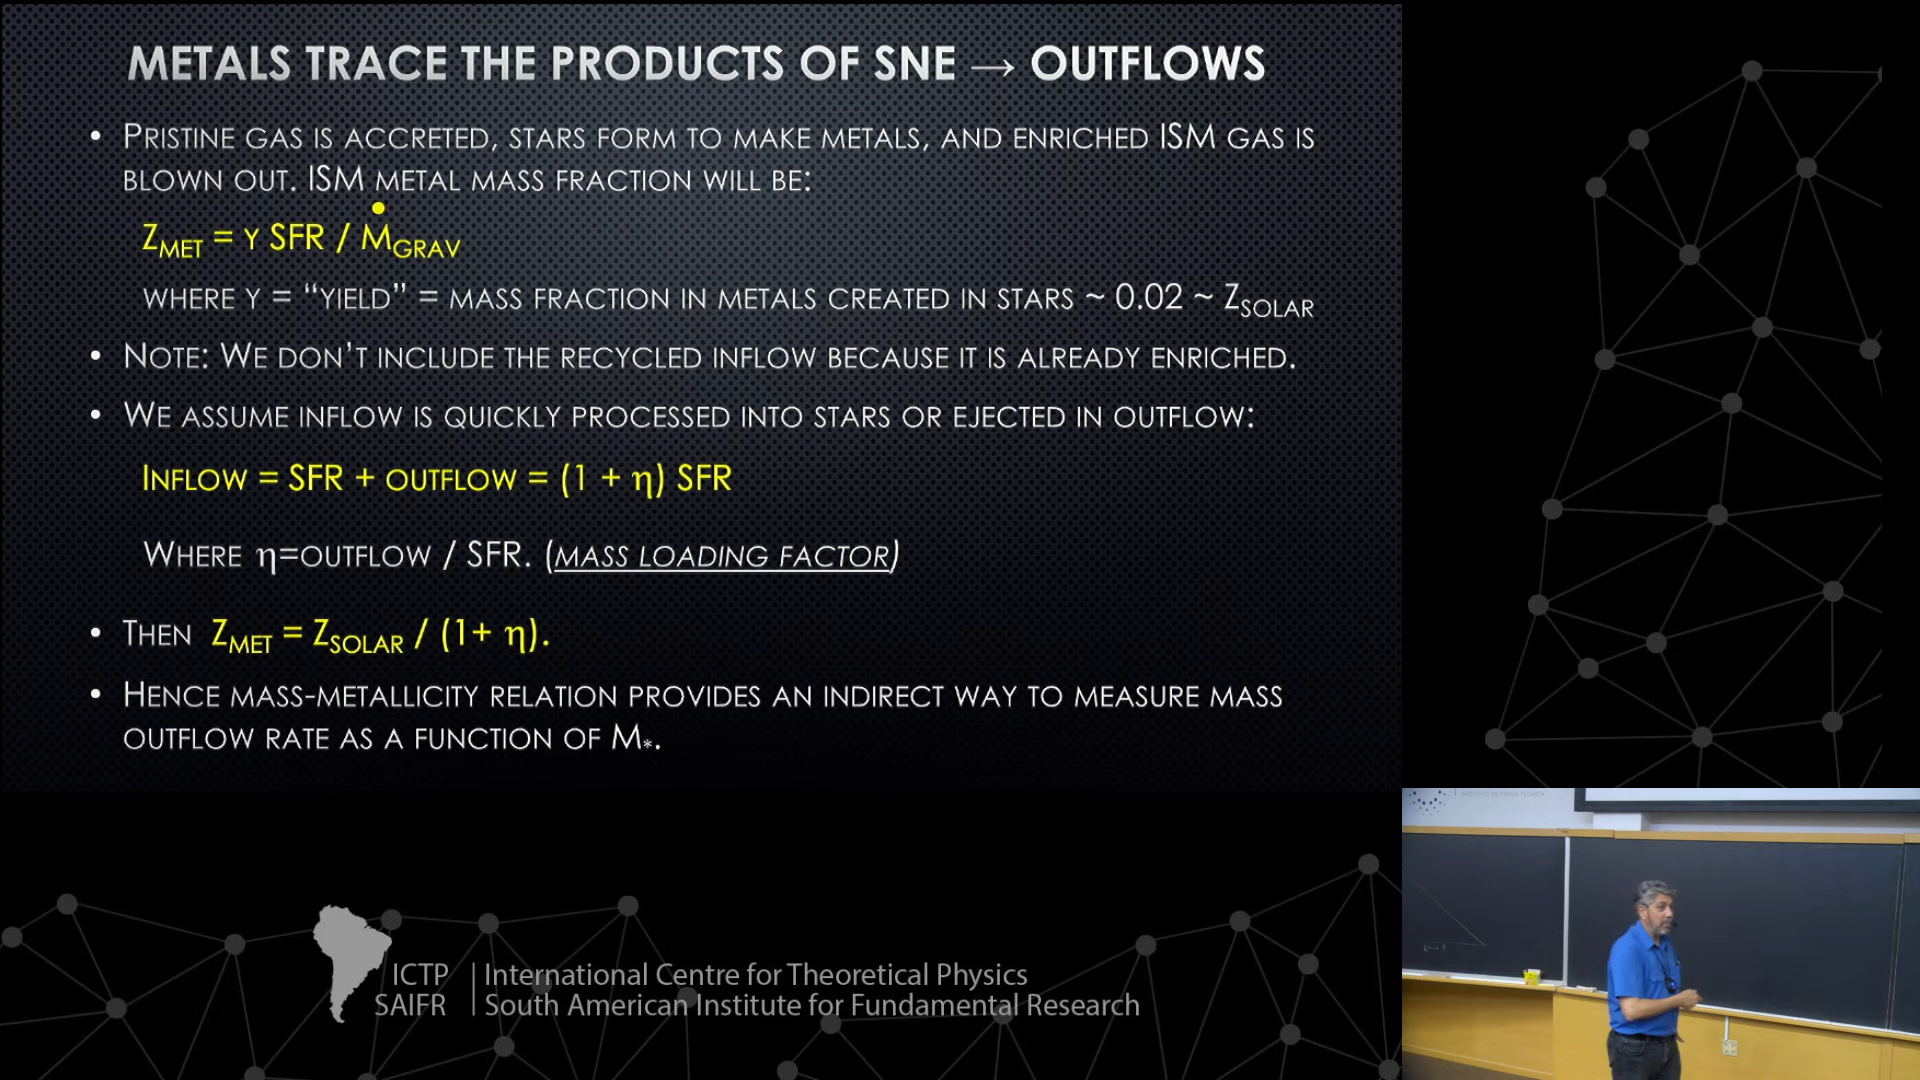 METALS TRACE THE PRODUCTS OF SNE → OUTFLOWS
• PRISTINE GAS IS ACCRETED, STARS FORM TO MAKE METALS, AND ENRICHED ISM GAS IS
BLOWN OUT. ISM METAL MASS FRACTION WILL BE:
Z_MET = Y SFR / Ṁ_GRAV
WHERE Y = “YIELD” = MASS FRACTION IN METALS CREATED IN STARS ~ 0.02 ~ Z_SOLAR
• NOTE: WE DON’T INCLUDE THE RECYCLED INFLOW BECAUSE IT IS ALREADY ENRICHED.
• WE ASSUME INFLOW IS QUICKLY PROCESSED INTO STARS OR EJECTED IN OUTFLOW:
INFLOW = SFR + OUTFLOW = (1 + η) SFR
WHERE η=OUTFLOW / SFR. (MASS LOADING FACTOR)
• THEN Z_MET = Z_SOLAR / (1+ η).
• HENCE MASS-METALLICITY RELATION PROVIDES AN INDIRECT WAY TO MEASURE MASS
OUTFLOW RATE AS A FUNCTION OF M*.
ICTP | International Centre for Theoretical Physics
SAIFR | South American Institute for Fundamental Research